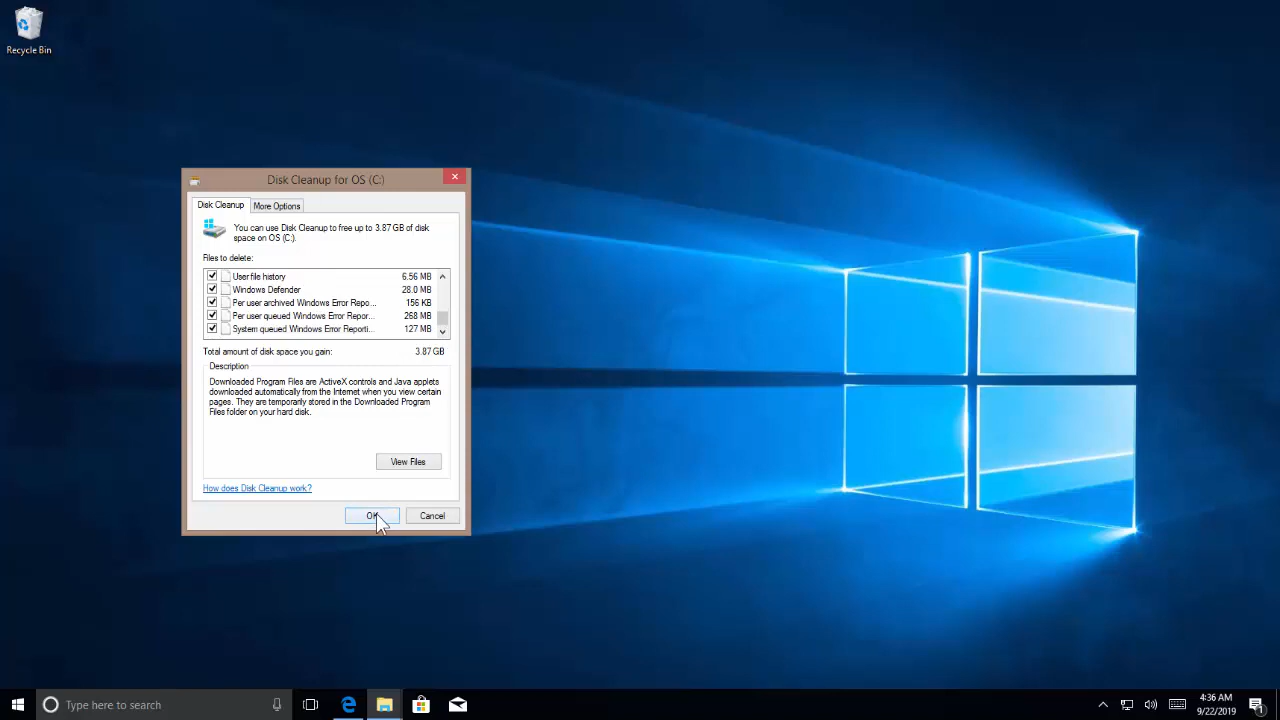 Recycle Bin
Disk Cleanup for OS (C:)
Disk Cleanup
More Options
You can use Disk Cleanup to free up to 3.87 GB of disk
space on OS (C:).
Files to delete:
User file history 6.56 MB
Windows Defender 28.0 MB
Per user archived Windows Error Repo... 156 KB
Per user queued Windows Error Repor... 268 MB
System queued Windows Error Reporti... 127 MB
Total amount of disk space you gain: 3.87 GB
Description
Downloaded Program Files are ActiveX controls and Java applets
downloaded automatically from the Internet when you view certain
pages. They are temporarily stored in the Downloaded Program
Files folder on your hard disk.
View Files
How does Disk Cleanup work?
OK Cancel
Type here to search
4:36 AM
9/22/2019
1